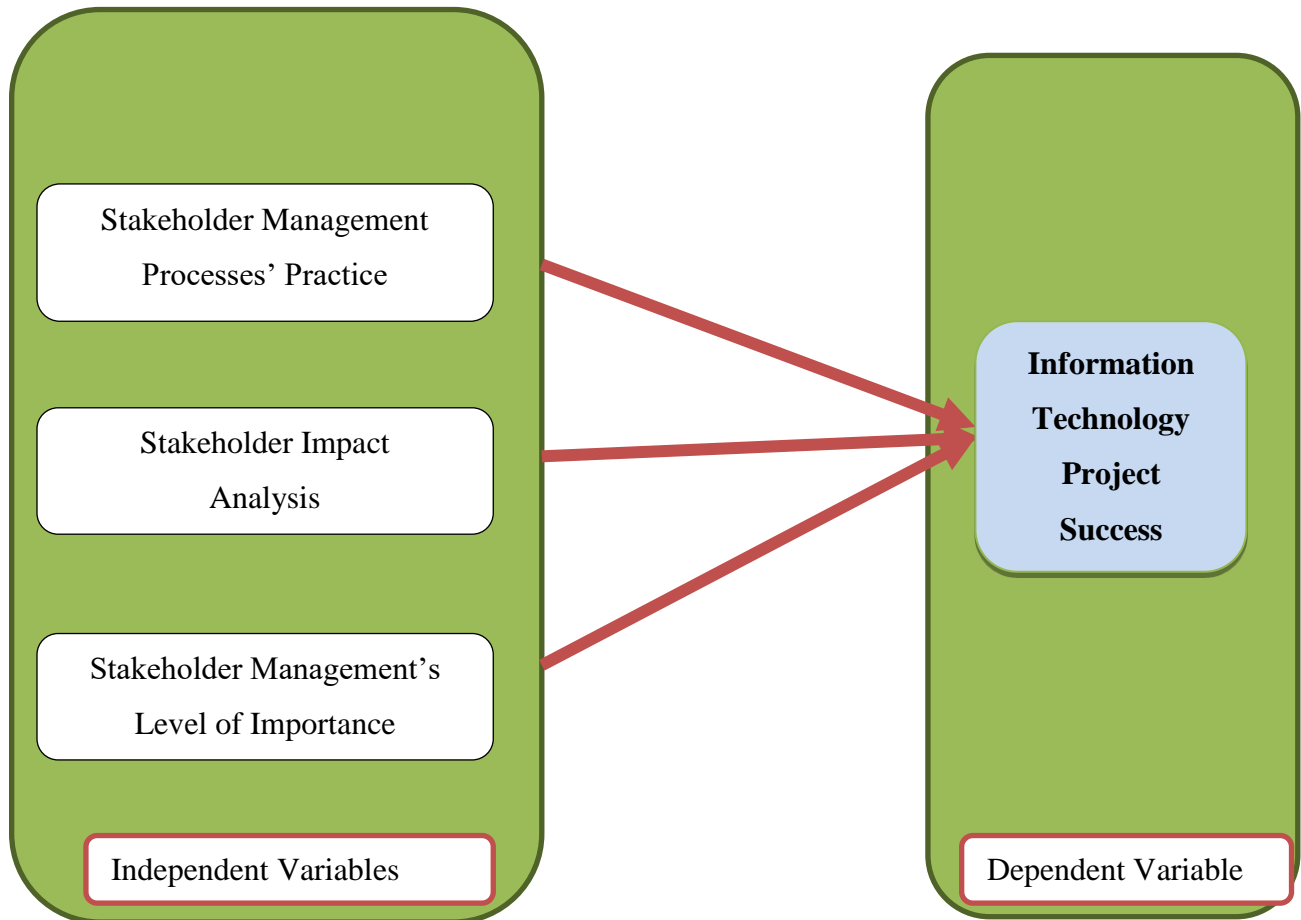 Stakeholder Management
Processes’ Practice
Stakeholder Impact
Analysis
Stakeholder Management’s
Level of Importance
Independent Variables
Information
Technology
Project
Success
Dependent Variable